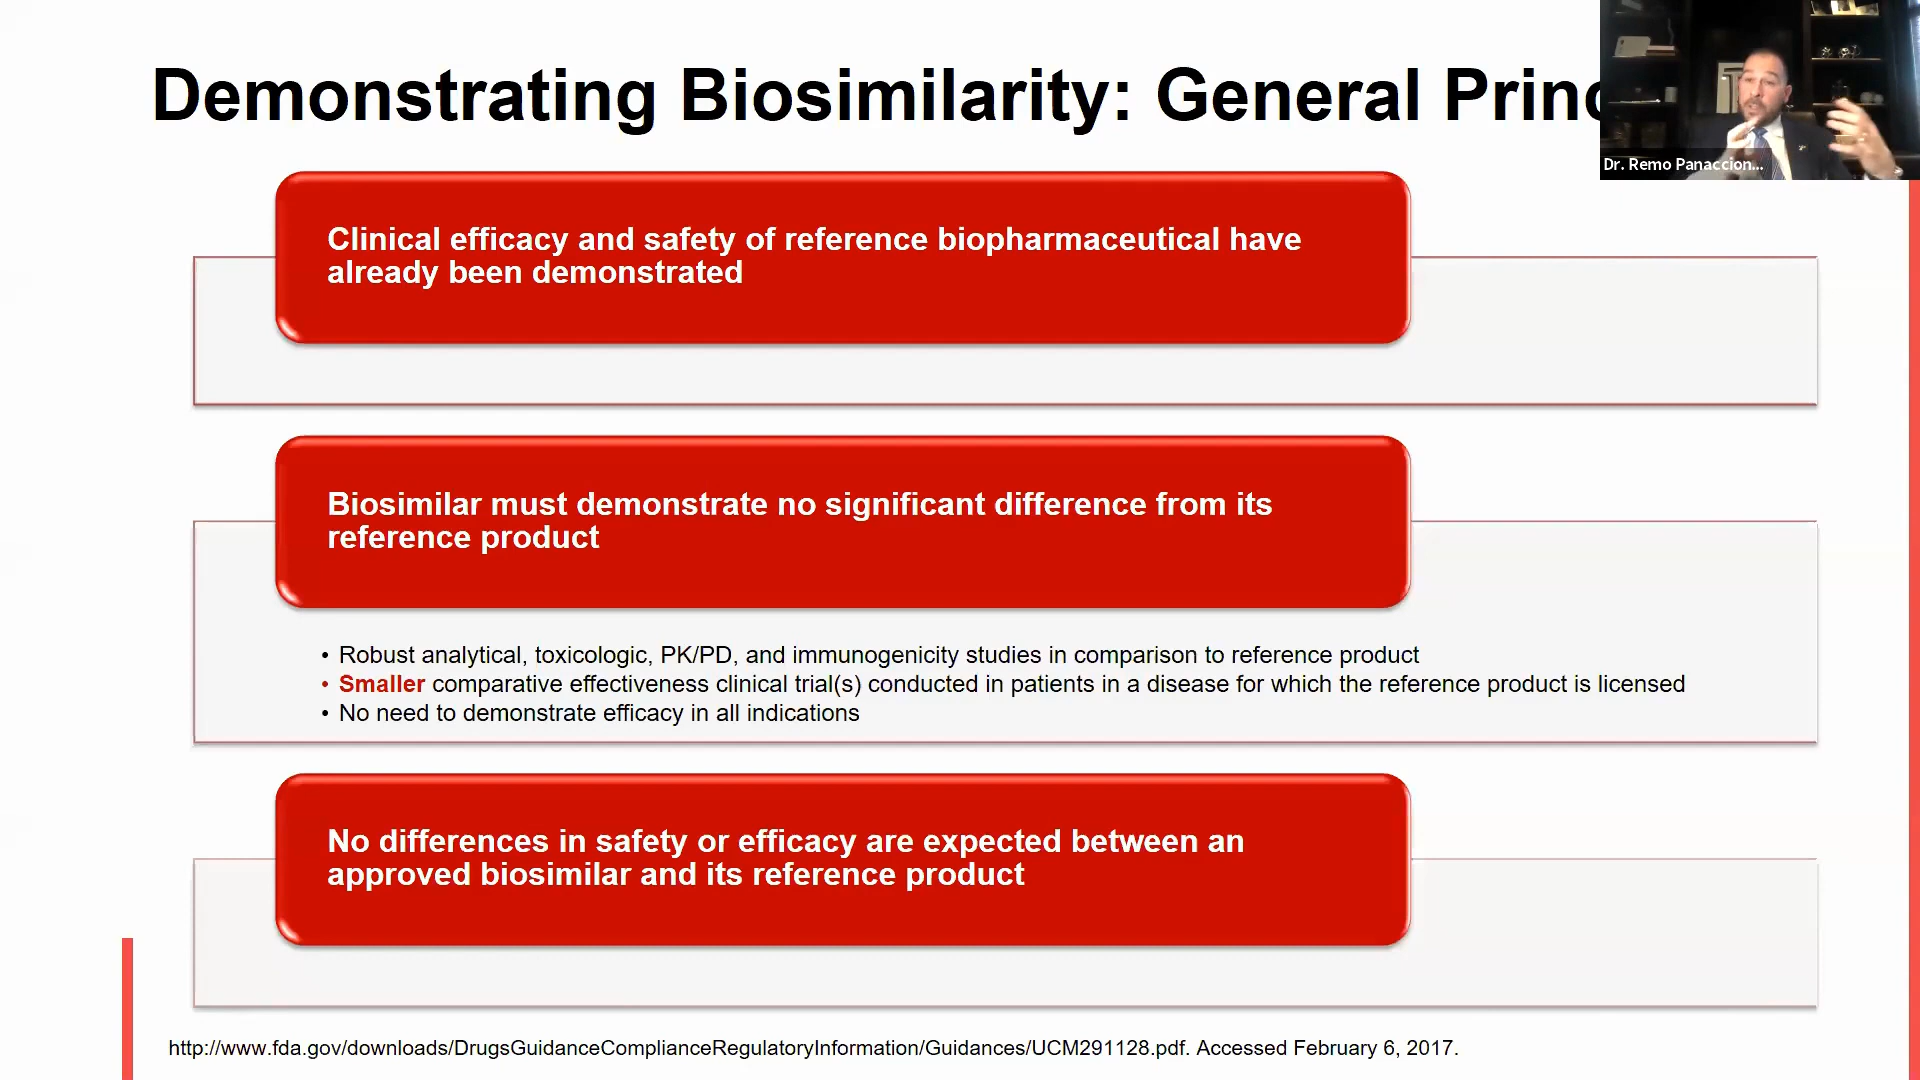 Demonstrating Biosimilarity: General Princ
Dr. Remo Panaccion...
Clinical efficacy and safety of reference biopharmaceutical have
already been demonstrated
Biosimilar must demonstrate no significant difference from its
reference product
• Robust analytical, toxicologic, PK/PD, and immunogenicity studies in comparison to reference product
• Smaller comparative effectiveness clinical trial(s) conducted in patients in a disease for which the reference product is licensed
• No need to demonstrate efficacy in all indications
No differences in safety or efficacy are expected between an
approved biosimilar and its reference product
http://www.fda.gov/downloads/DrugsGuidanceComplianceRegulatoryInformation/Guidances/UCM291128.pdf. Accessed February 6, 2017.